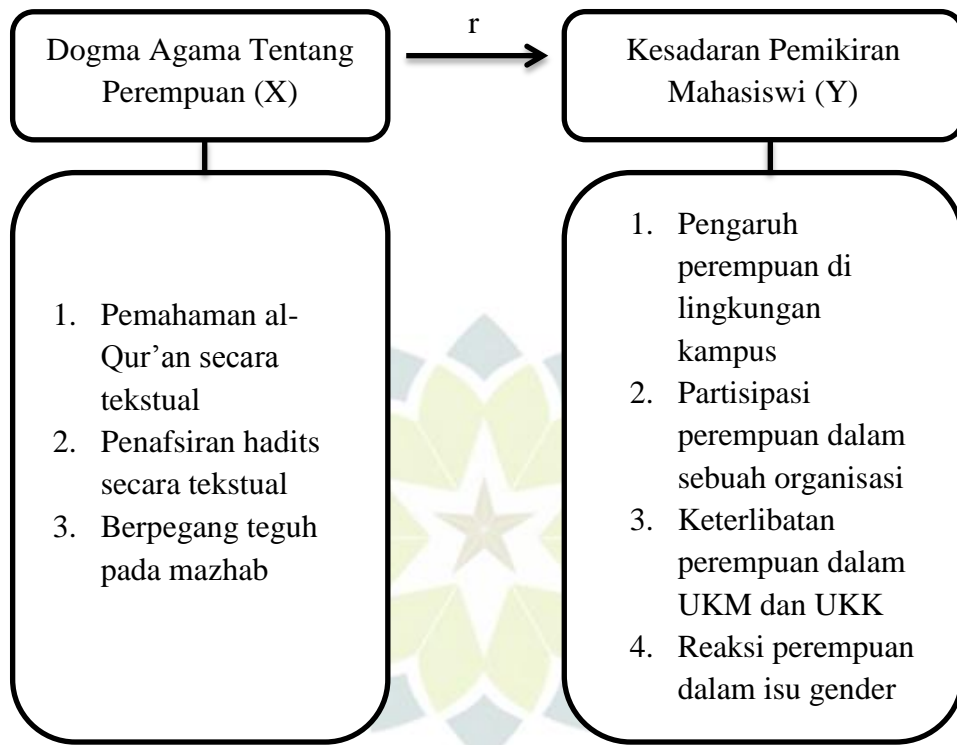 r
Dogma Agama Tentang
Perempuan (X)
Kesadaran Pemikiran
Mahasiswi (Y)
1. Pemahaman al-
Qur’an secara
tekstual
2. Penafsiran hadits
secara tekstual
3. Berpegang teguh
pada mazhab
1. Pengaruh
perempuan di
lingkungan
kampus
2. Partisipasi
perempuan dalam
sebuah organisasi
3. Keterlibatan
perempuan dalam
UKM dan UKK
4. Reaksi perempuan
dalam isu gender